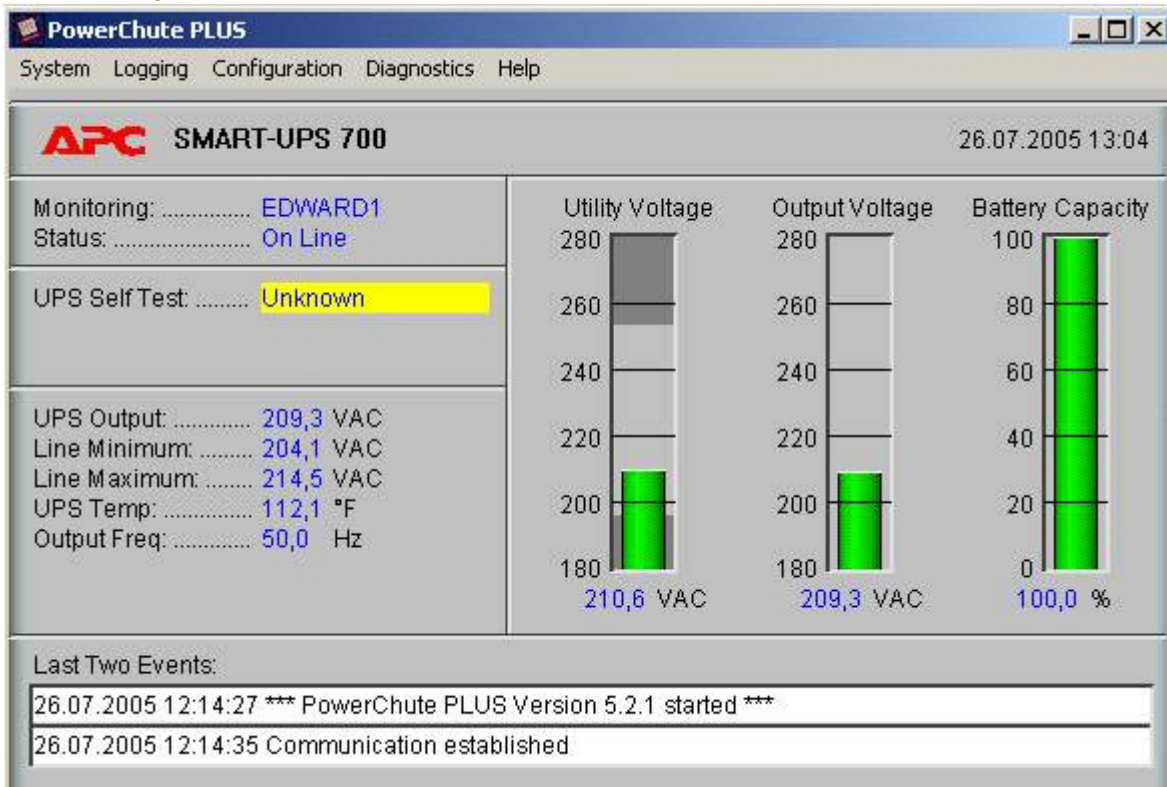 PowerChute PLUS
System Logging Configuration Diagnostics Help
APC SMART-UPS 700 26.07.2005 13:04
Monitoring: .............. EDWARD1
Status: ...................... On Line
UPS Self Test: ......... Unknown
UPS Output: ............ 209,3 VAC
Line Minimum: ........ 204,1 VAC
Line Maximum: ....... 214,5 VAC
UPS Temp: .............. 112,1 °F
Output Freq: ............ 50,0 Hz
Utility Voltage
280
260
240
220
200
180
210,6 VAC
Output Voltage
280
260
240
220
200
180
209,3 VAC
Battery Capacity
100
80
60
40
20
0
100,0 %
Last Two Events:
26.07.2005 12:14:27 *** PowerChute PLUS Version 5.2.1 started ***
26.07.2005 12:14:35 Communication established